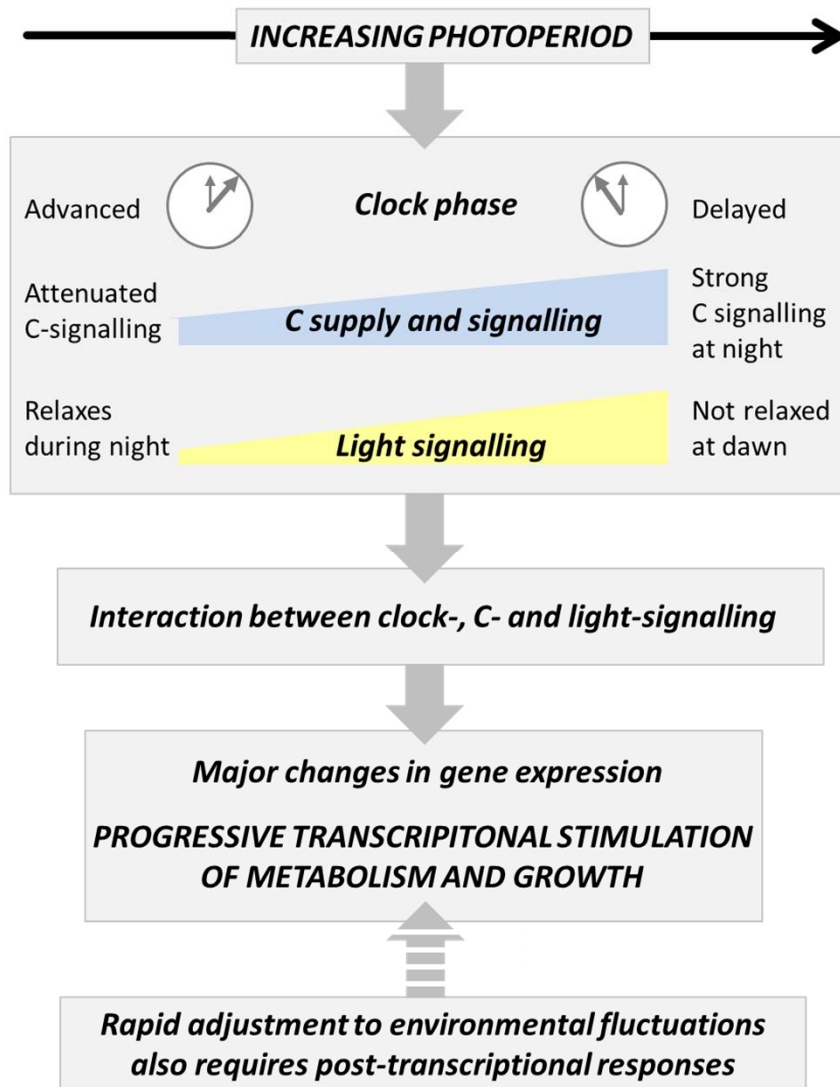 INCREASING PHOTOPERIOD
Advanced
Clock phase
Delayed
Attenuated
C-signalling
C supply and signalling
Strong
C signalling
at night
Relaxes
during night
Light signalling
Not relaxed
at dawn
Interaction between clock-, C- and light-signalling
Major changes in gene expression
PROGRESSIVE TRANSCRIPITONAL STIMULATION
OF METABOLISM AND GROWTH
Rapid adjustment to environmental fluctuations
also requires post-transcriptional responses